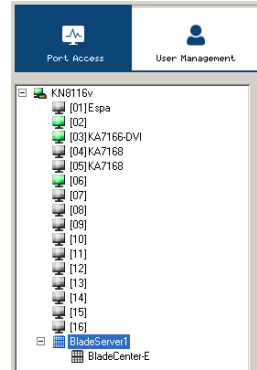 Port Access
User Management
KN8116v
[01]Espa
[02]
[03]KA7166-DVI
[04]KA7168
[05]KA7168
[06]
[07]
[08]
[09]
[10]
[11]
[12]
[13]
[14]
[15]
[16]
BladeServer1
BladeCenter-E